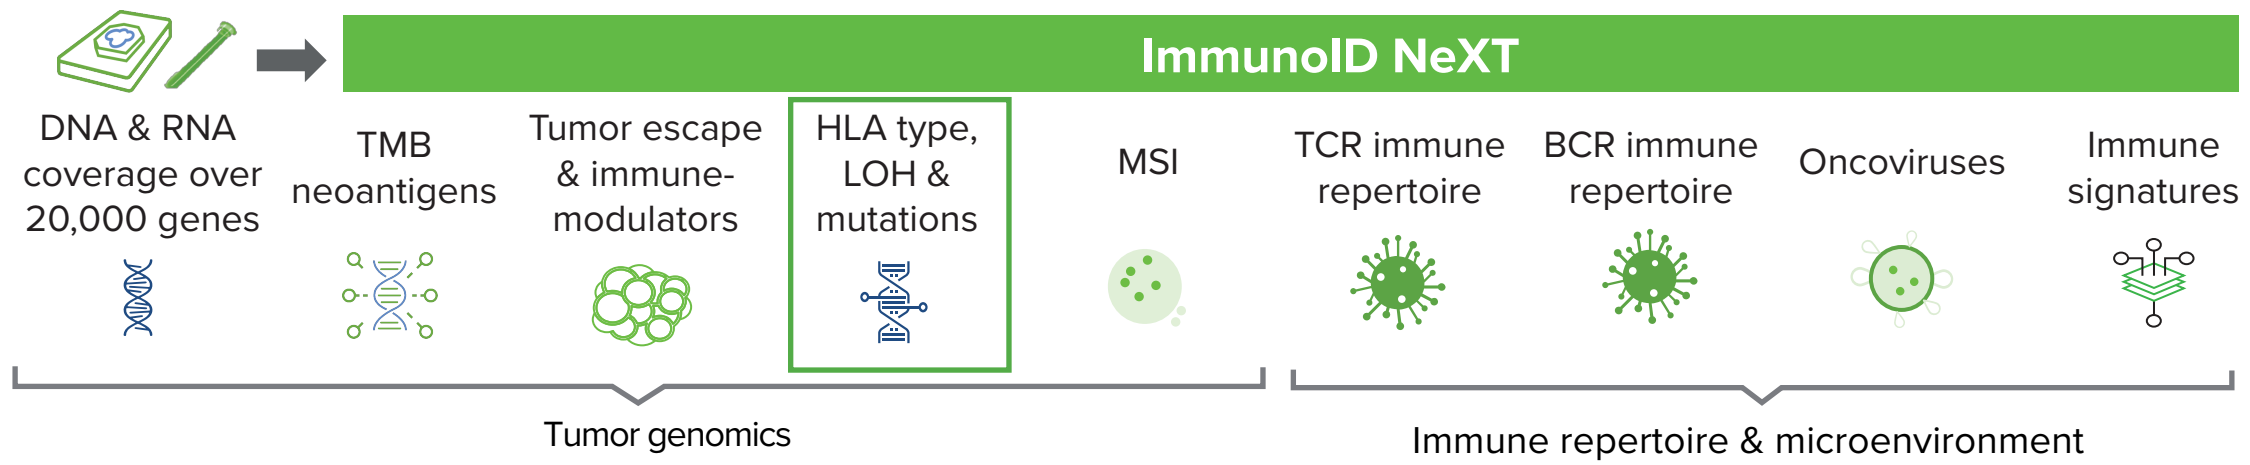 ImmunoID NeXT
DNA & RNA
coverage over
20,000 genes
TMB
neoantigens
Tumor escape
& immune-
modulators
HLA type,
LOH &
mutations
MSI
TCR immune
repertoire
BCR immune
repertoire
Oncoviruses
Immune
signatures
Tumor genomics
Immune repertoire & microenvironment